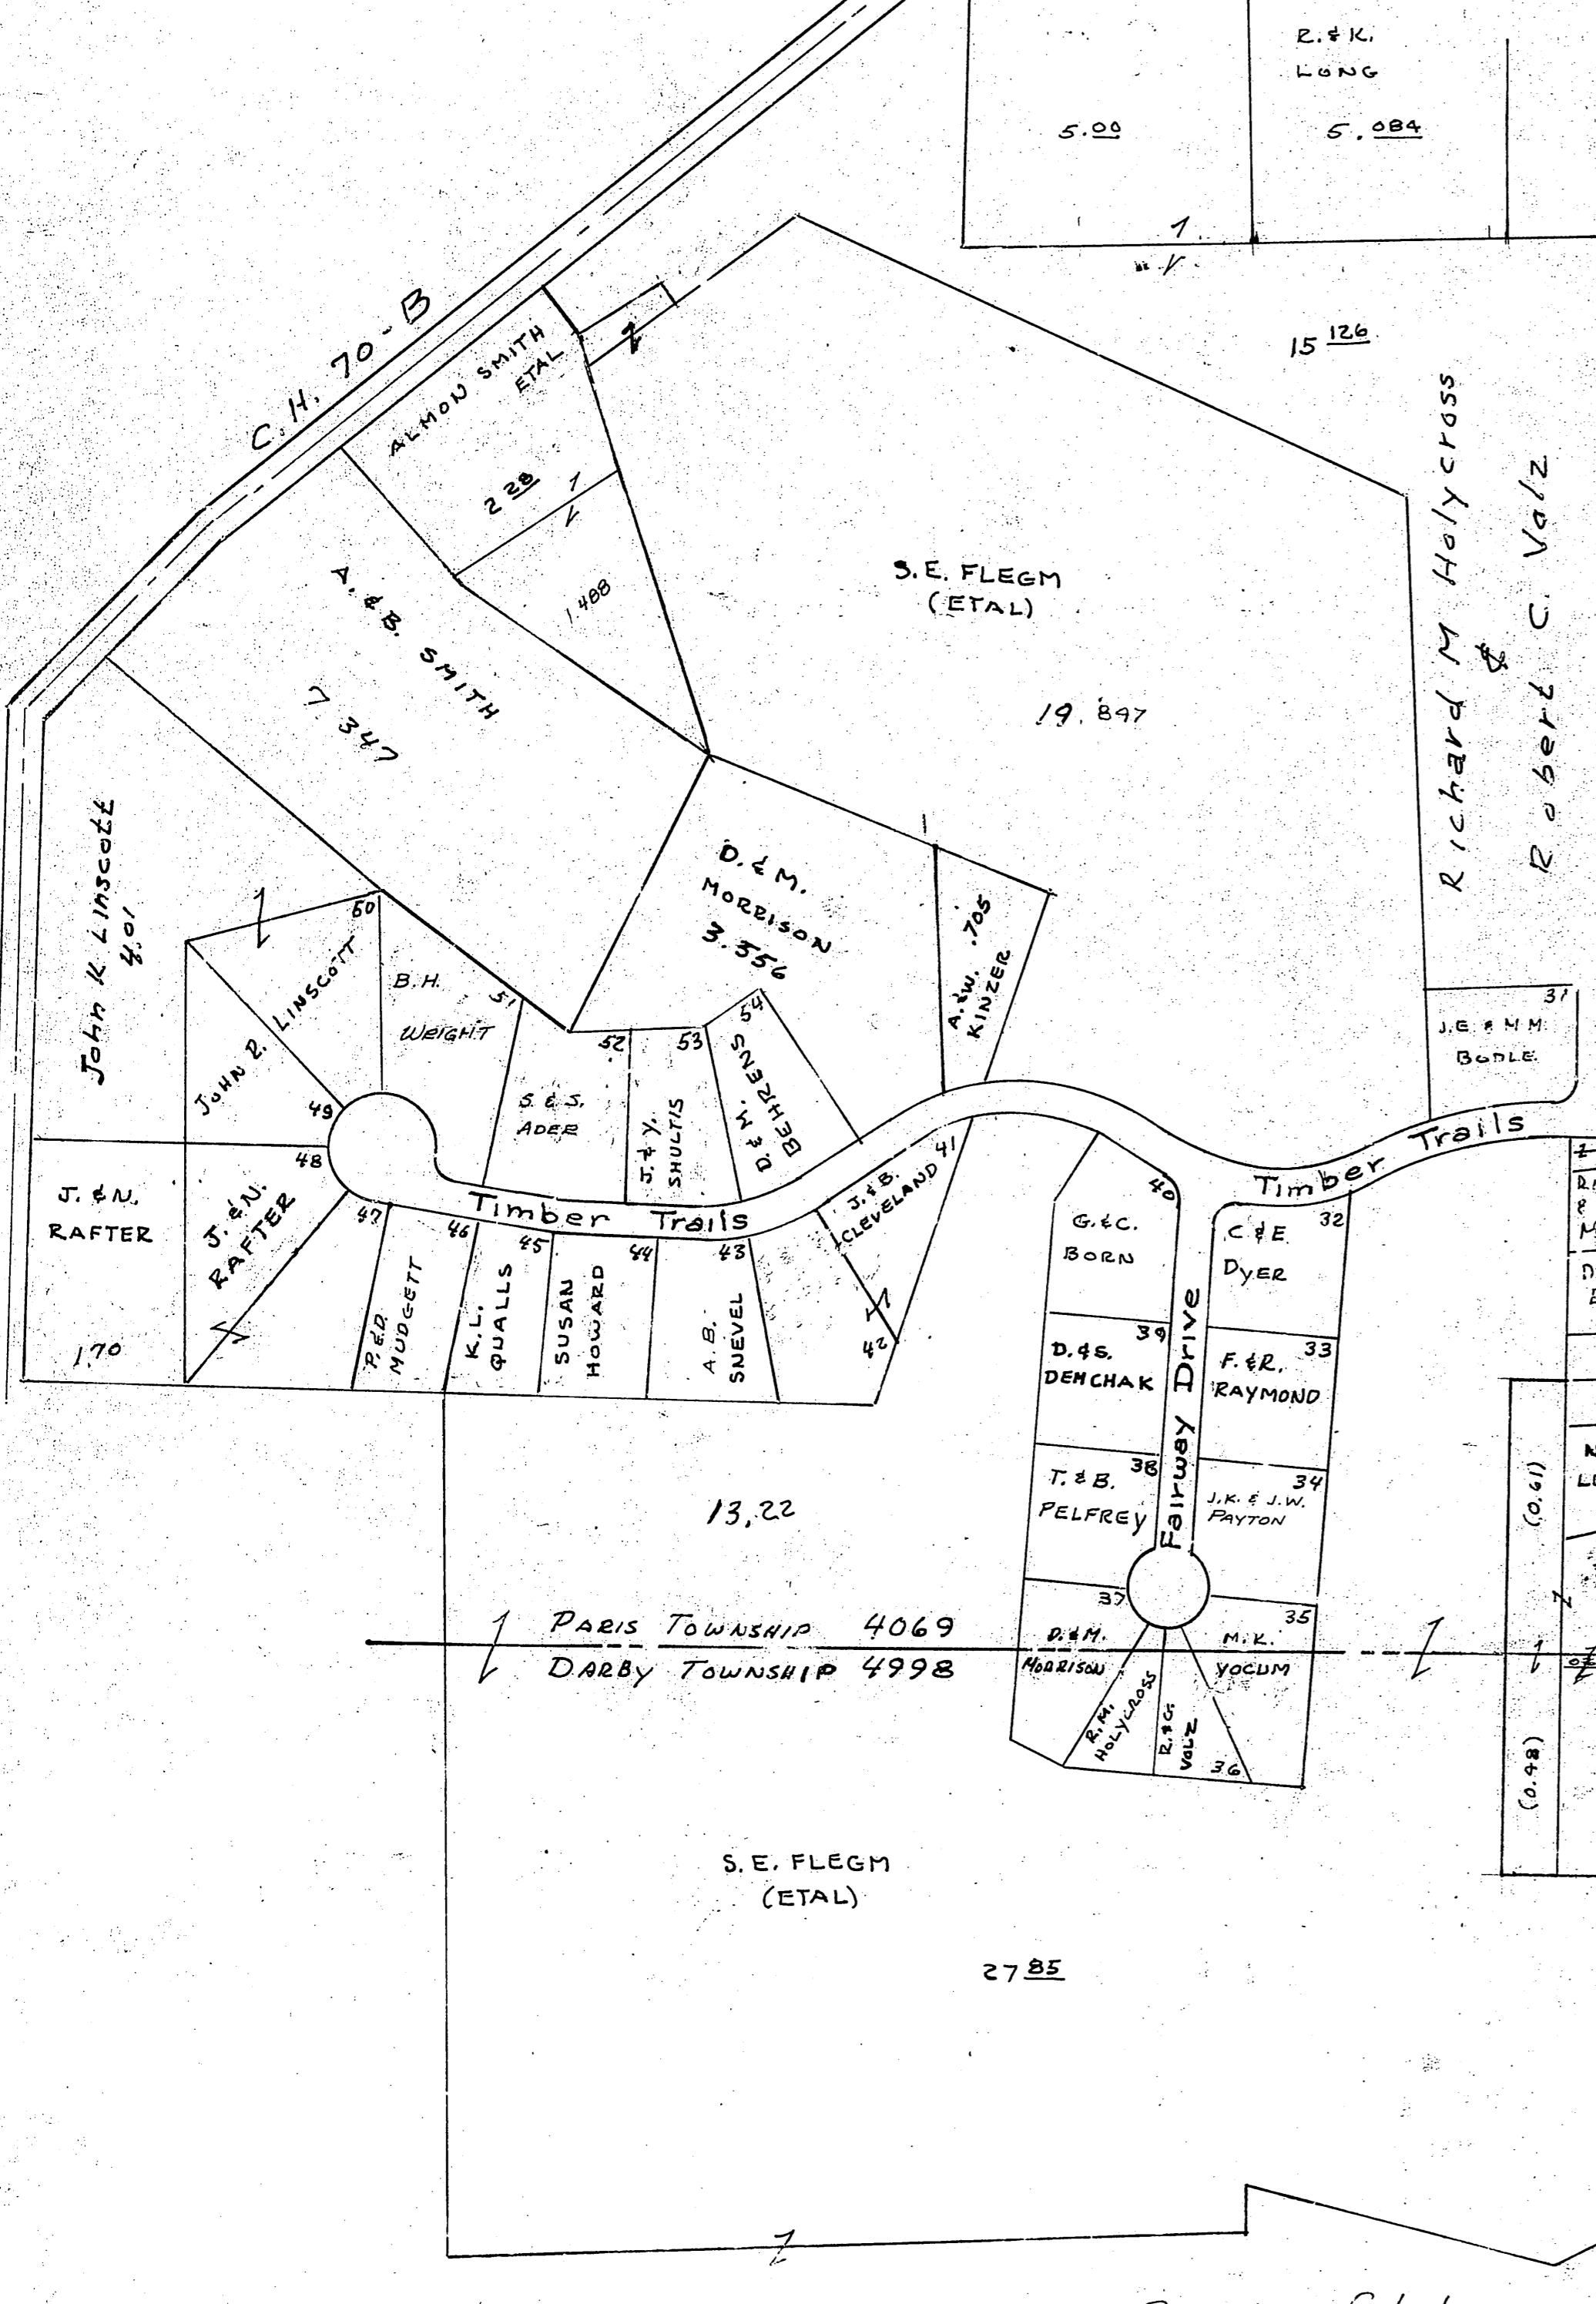 R. & K.
LONG
5.00
5.084
1
15 126
C. H. 70-B
ALMON SMITH
ETAL
2 28
1.488
A. & B. SMITH
7 347
S. E. FLEGM
(ETAL)
19.897
Richard M Holycross
&
Robert C. Valz
D. & M.
MORRISON
3.556
A. & W. .705
KINZER
John K Linscott
4.01
50
JOHN R. LINSCOTT
49
B. H.
WEIGHT
51
S. & S.
ADER
52
J. & Y.
SHULTIS
53
54
D. & M.
BEHRENS
31
J. E. & M M
BODLE
J. & N.
RAFTER
1.70
48
J. & N.
RAFTER
Timber Trails
Timber Trails
47
P. & D.
MUDGETT
46
K. L.
QUALLS
45
SUSAN
HOWARD
44
43
A. B.
SNEVEL
41
J. & B.
CLEVELAND
42
40
G. & C.
BORN
32
C & E
DYER
Fairway Drive
39
D. & S.
DEMCHAK
33
F. & R.
RAYMOND
38
T. & B.
PELFREY
34
J. K. & J. W.
PAYTON
13.22
(0.61)
37
D. & M.
MORRISON
35
M. K.
YOCUM
PARIS TOWNSHIP 4069
DARBY TOWNSHIP 4998
R. M.
HOLYCROSS
R. & G.
VOLZ
36
(0.48)
S. E. FLEGM
(ETAL)
27 85